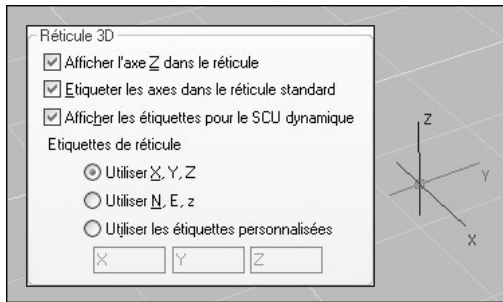 Réticule 3D
Afficher l'axe Z dans le réticule
Etiqueter les axes dans le réticule standard
Afficher les étiquettes pour le SCU dynamique
Etiquettes de réticule
Utiliser X, Y, Z
Utiliser N, E, z
Utiliser les étiquettes personnalisées
X Y Z
Z
Y
X